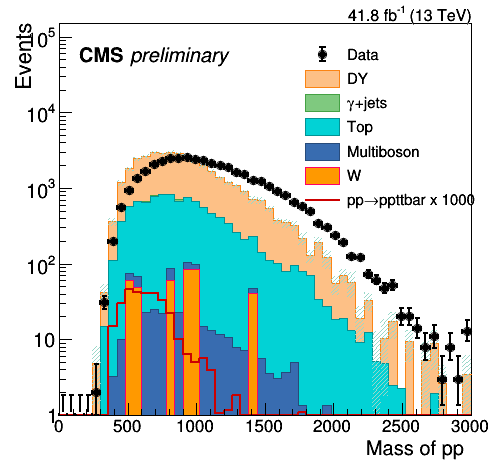 41.8 fb⁻¹ (13 TeV)
Events
CMS preliminary
Data
DY
γ+jets
Top
Multiboson
W
pp→ppttbar x 1000
10⁵
10⁴
10³
10²
10
1
0 500 1000 1500 2000 2500 3000
Mass of pp